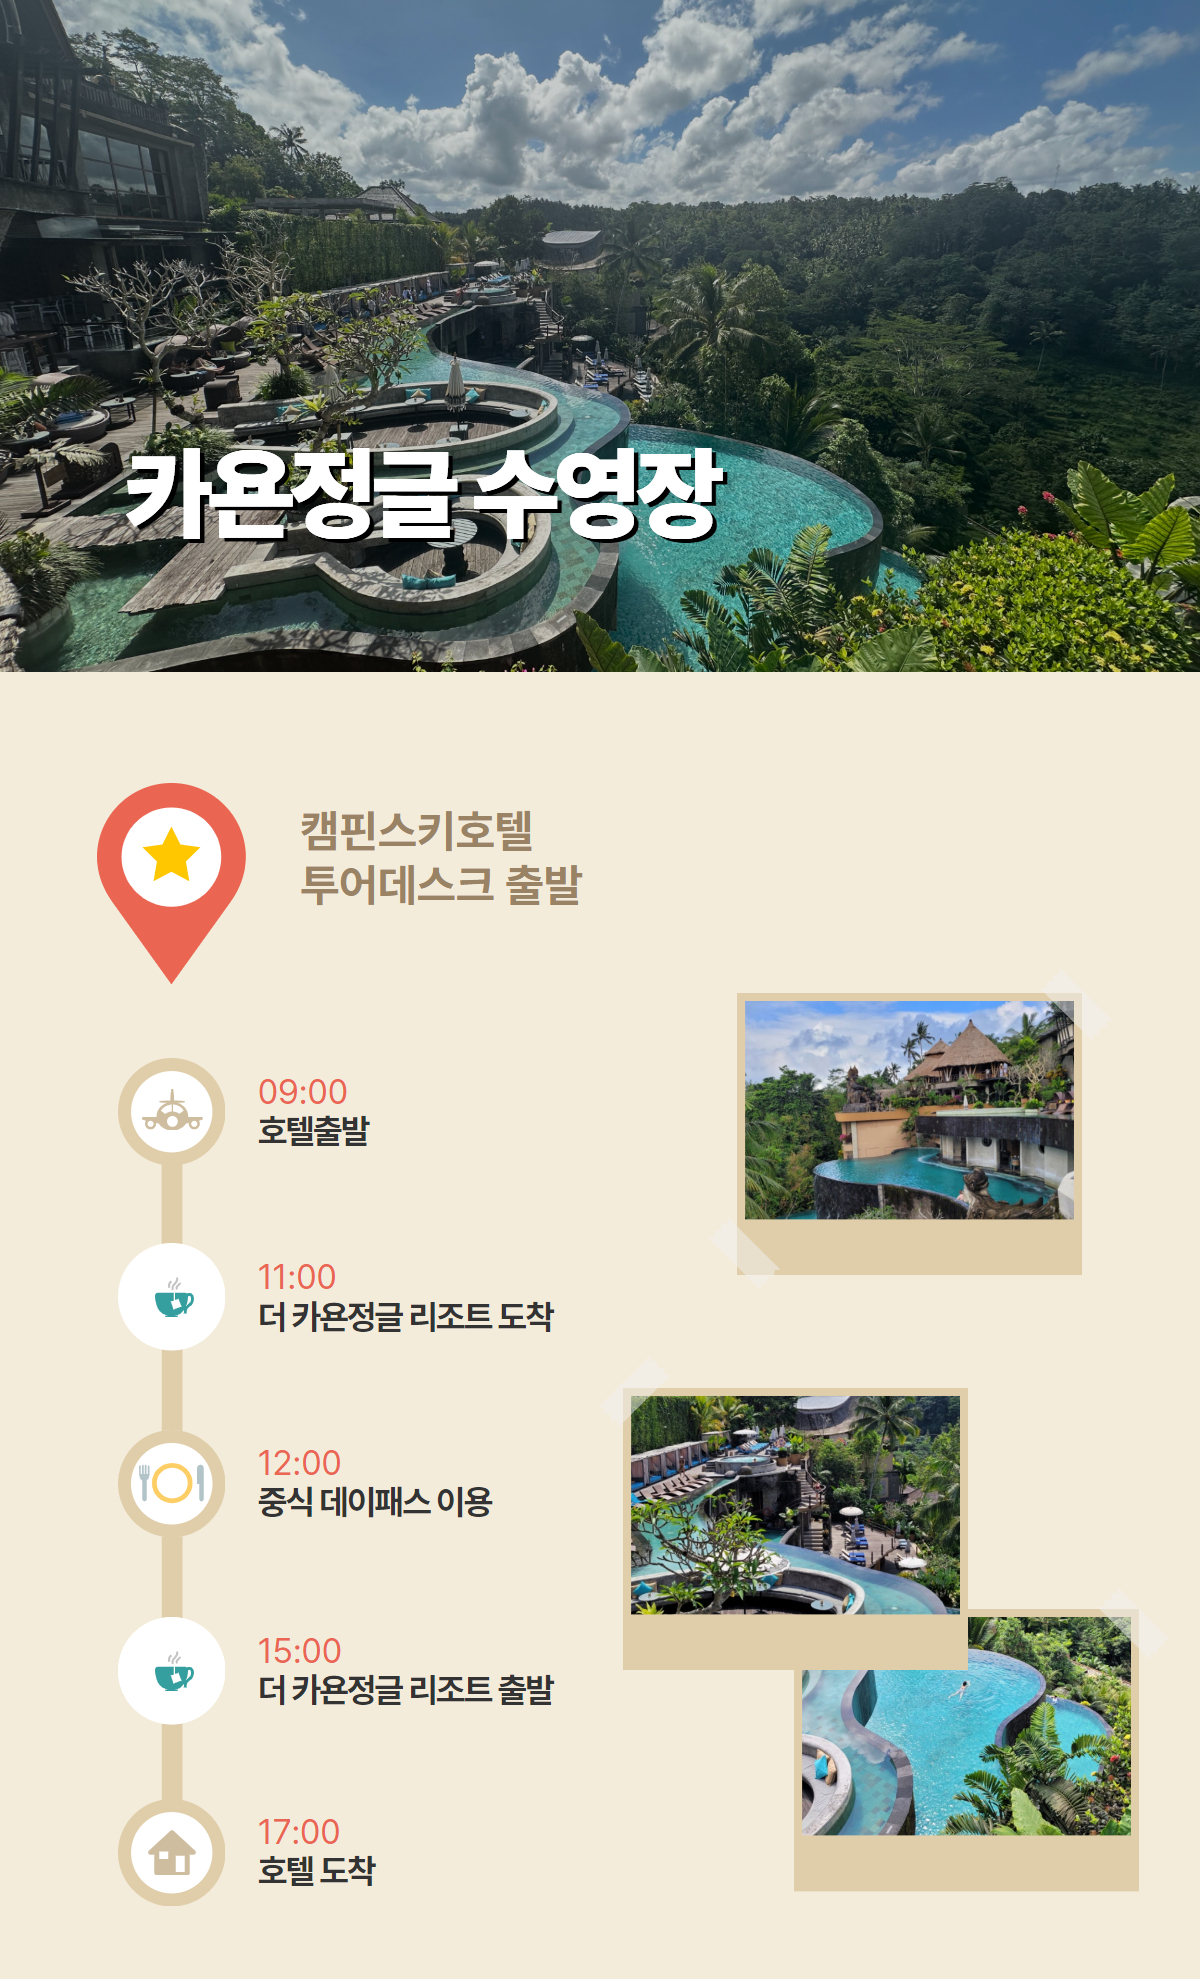 카욘정글 수영장
캠핀스키호텔
투어데스크 출발
09:00
호텔출발
11:00
더 카욘정글 리조트 도착
12:00
중식 데이패스 이용
15:00
더 카욘정글 리조트 출발
17:00
호텔 도착